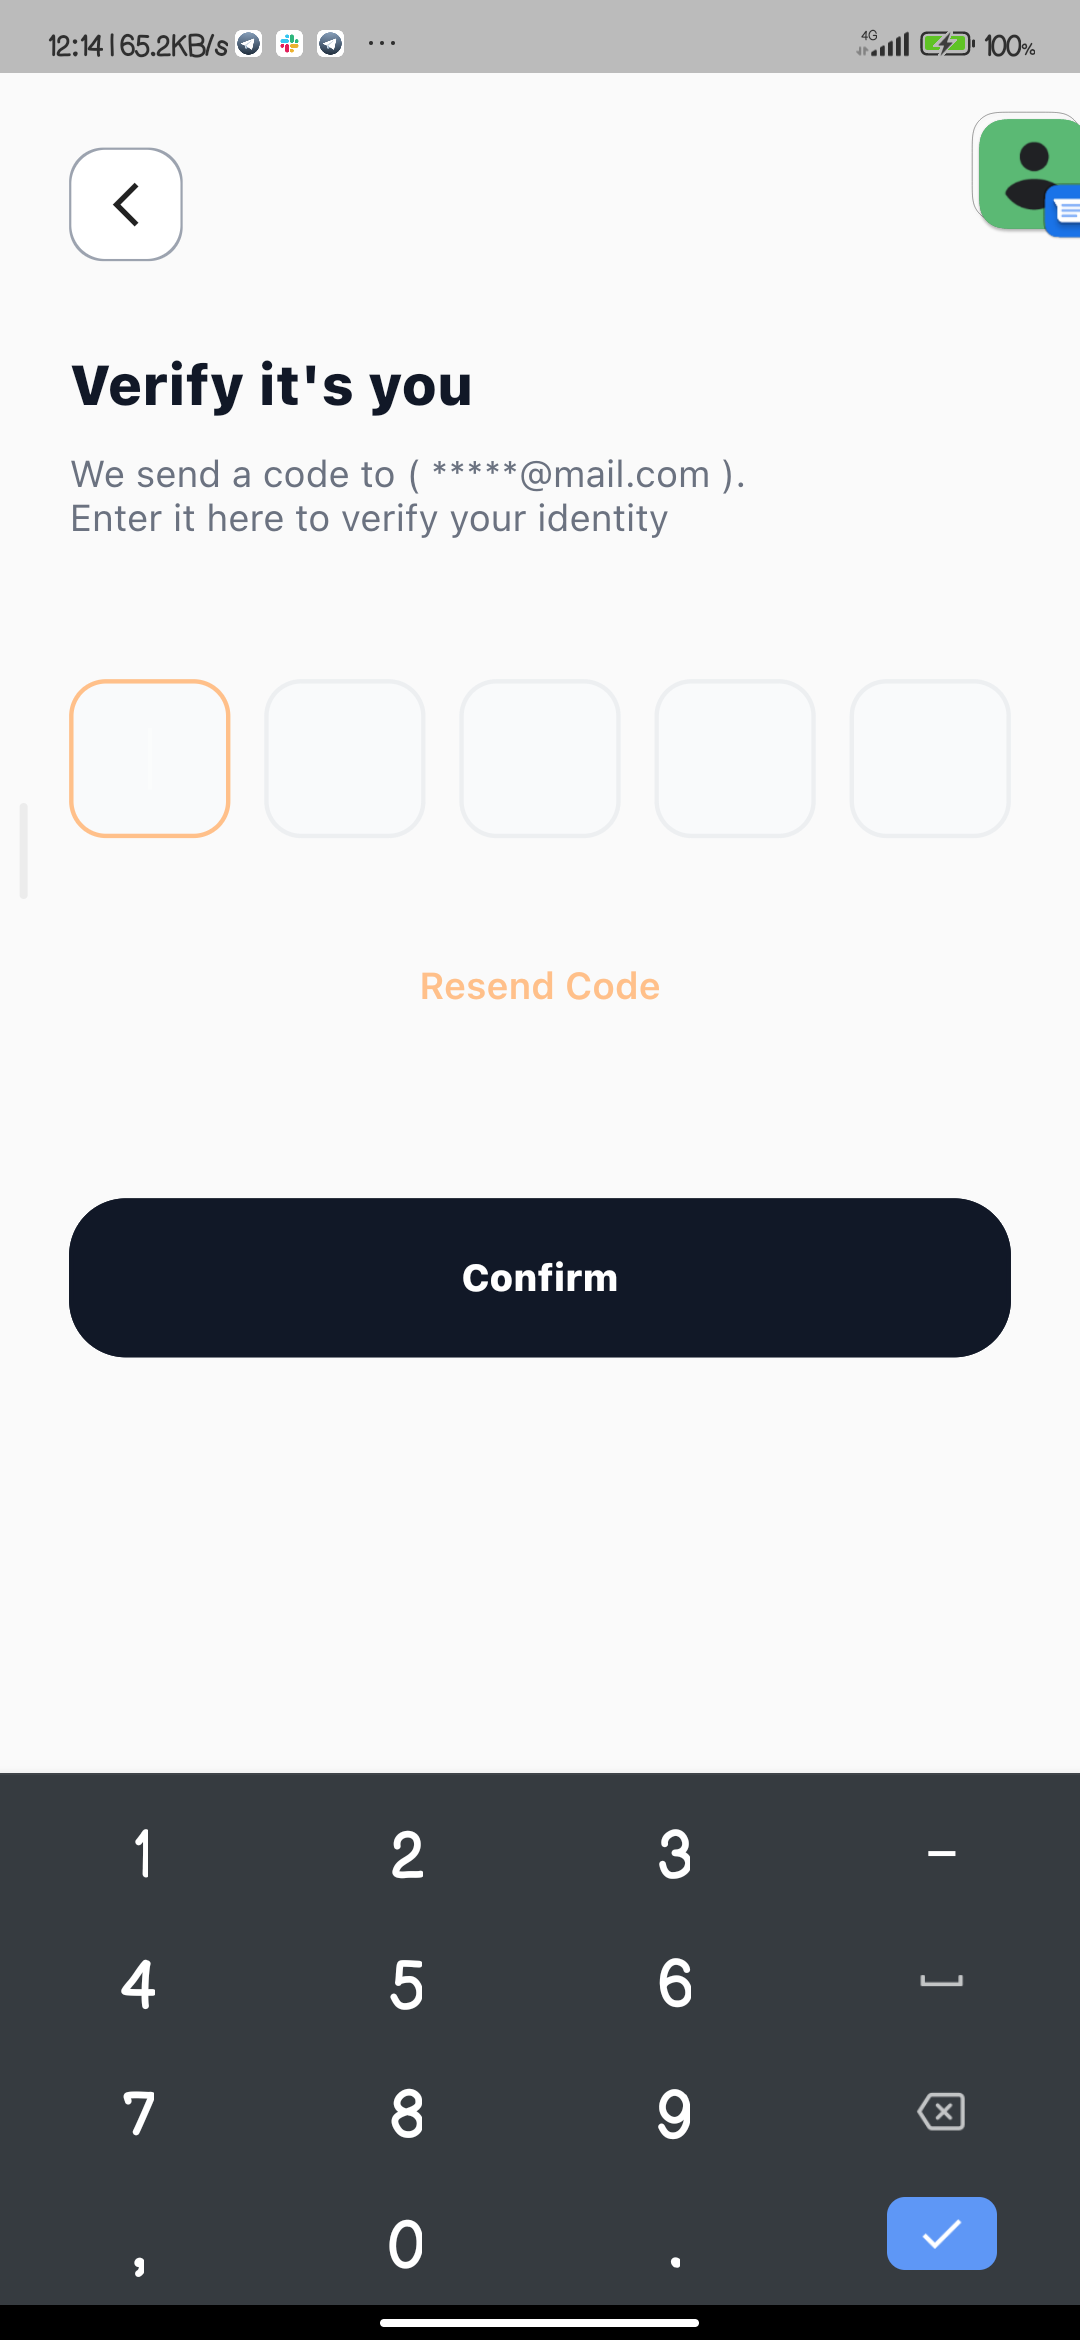 12:14 | 65.2KB/s ...
4G 100%
Verify it's you
We send a code to ( *****@mail.com ).
Enter it here to verify your identity
Resend Code
Confirm
1 2 3 –
4 5 6
7 8 9
, 0 .